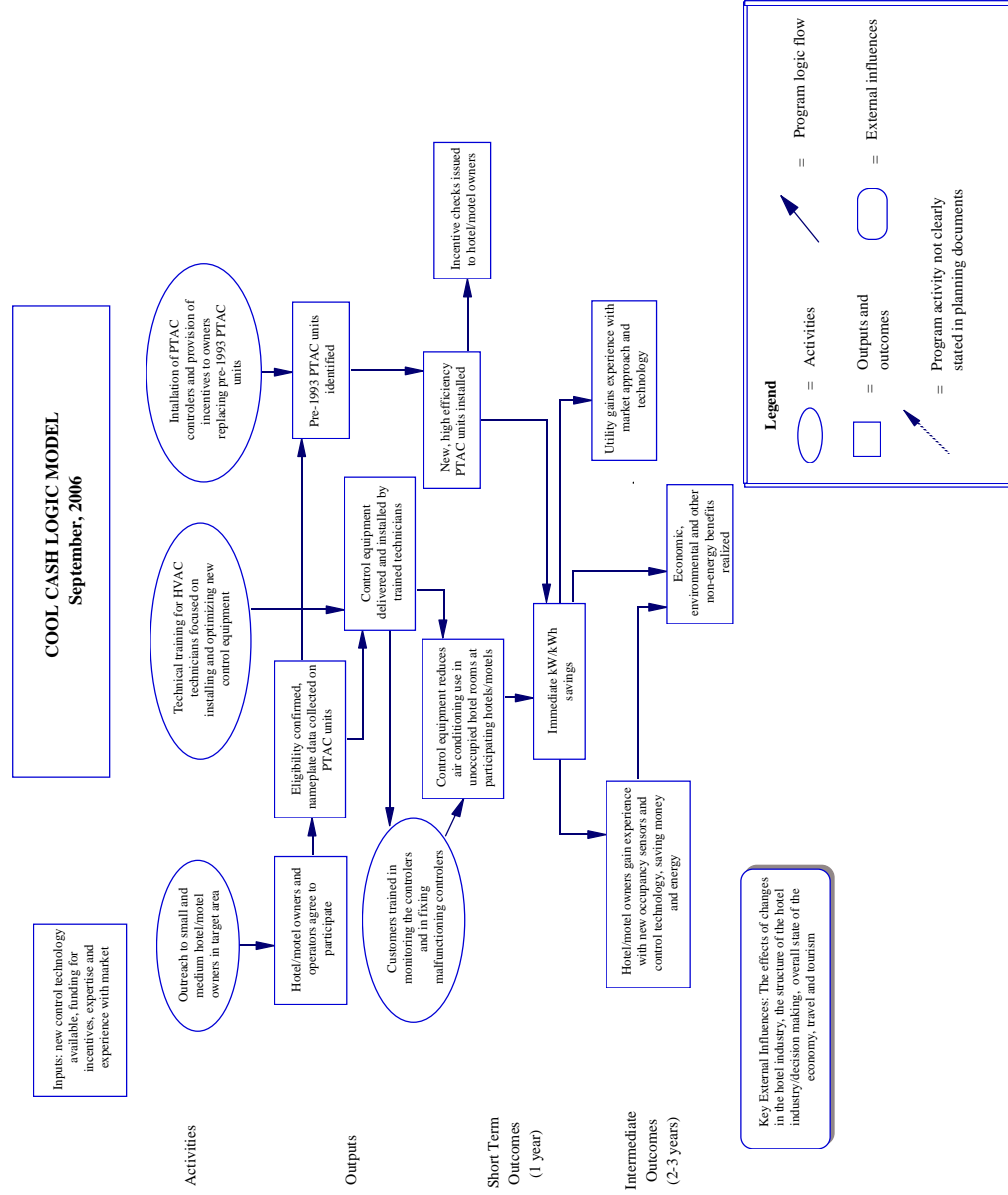 COOL CASH LOGIC MODEL
September, 2006
Inputs: new control technology
available, funding for
incentives, expertise and
experience with market
Activities
Outreach to small and
medium hotel/motel
owners in target area
Technical training for HVAC
technicians focused on
installing and optimizing new
control equipment
Intallation of PTAC
controlers and provision of
incentives to owners
replacing pre-1993 PTAC
units
Outputs
Hotel/motel owners and
operators agree to
participate
Eligibility confirmed,
nameplate data collected on
PTAC units
Pre-1993 PTAC units
identified
Control equipment
delivered and installed by
trained technicians
Customers trained in
monitoring the controlers
and in fixing
malfunctioning controlers
Short Term
Outcomes
(1 year)
Control equipment reduces
air conditioning use in
unoccupied hotel rooms at
participating hotels/motels
New, high efficiency
PTAC units installed
Incentive checks issued
to hotel/motel owners
Immediate kW/kWh
savings
Intermediate
Outcomes
(2-3 years)
Hotel/motel owners gain experience
with new occupancy sensors and
control technology, saving money
and energy
Economic,
environmental and other
non-energy benefits
realized
Utility gains experience with
market approach and
technology
Key External Influences: The effects of changes
in the hotel industry, the structure of the hotel
industry/decision making, overall state of the
economy, travel and tourism
Legend
= Activities
= Program logic flow
= Outputs and
outcomes
= External influences
= Program activity not clearly
stated in planning documents